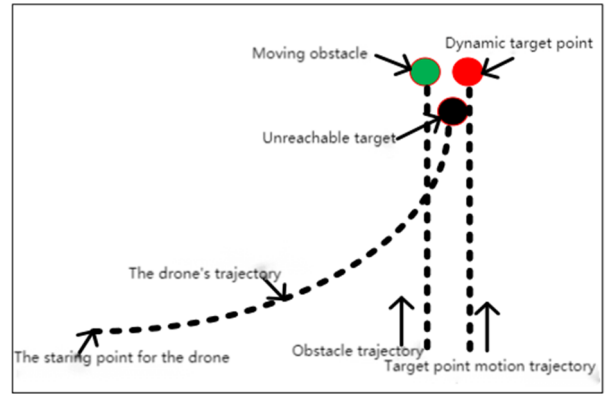 Dynamic target point
Moving obstacle
Unreachable target
The drone's trajectory
The staring point for the drone
Obstacle trajectory
Target point motion trajectory